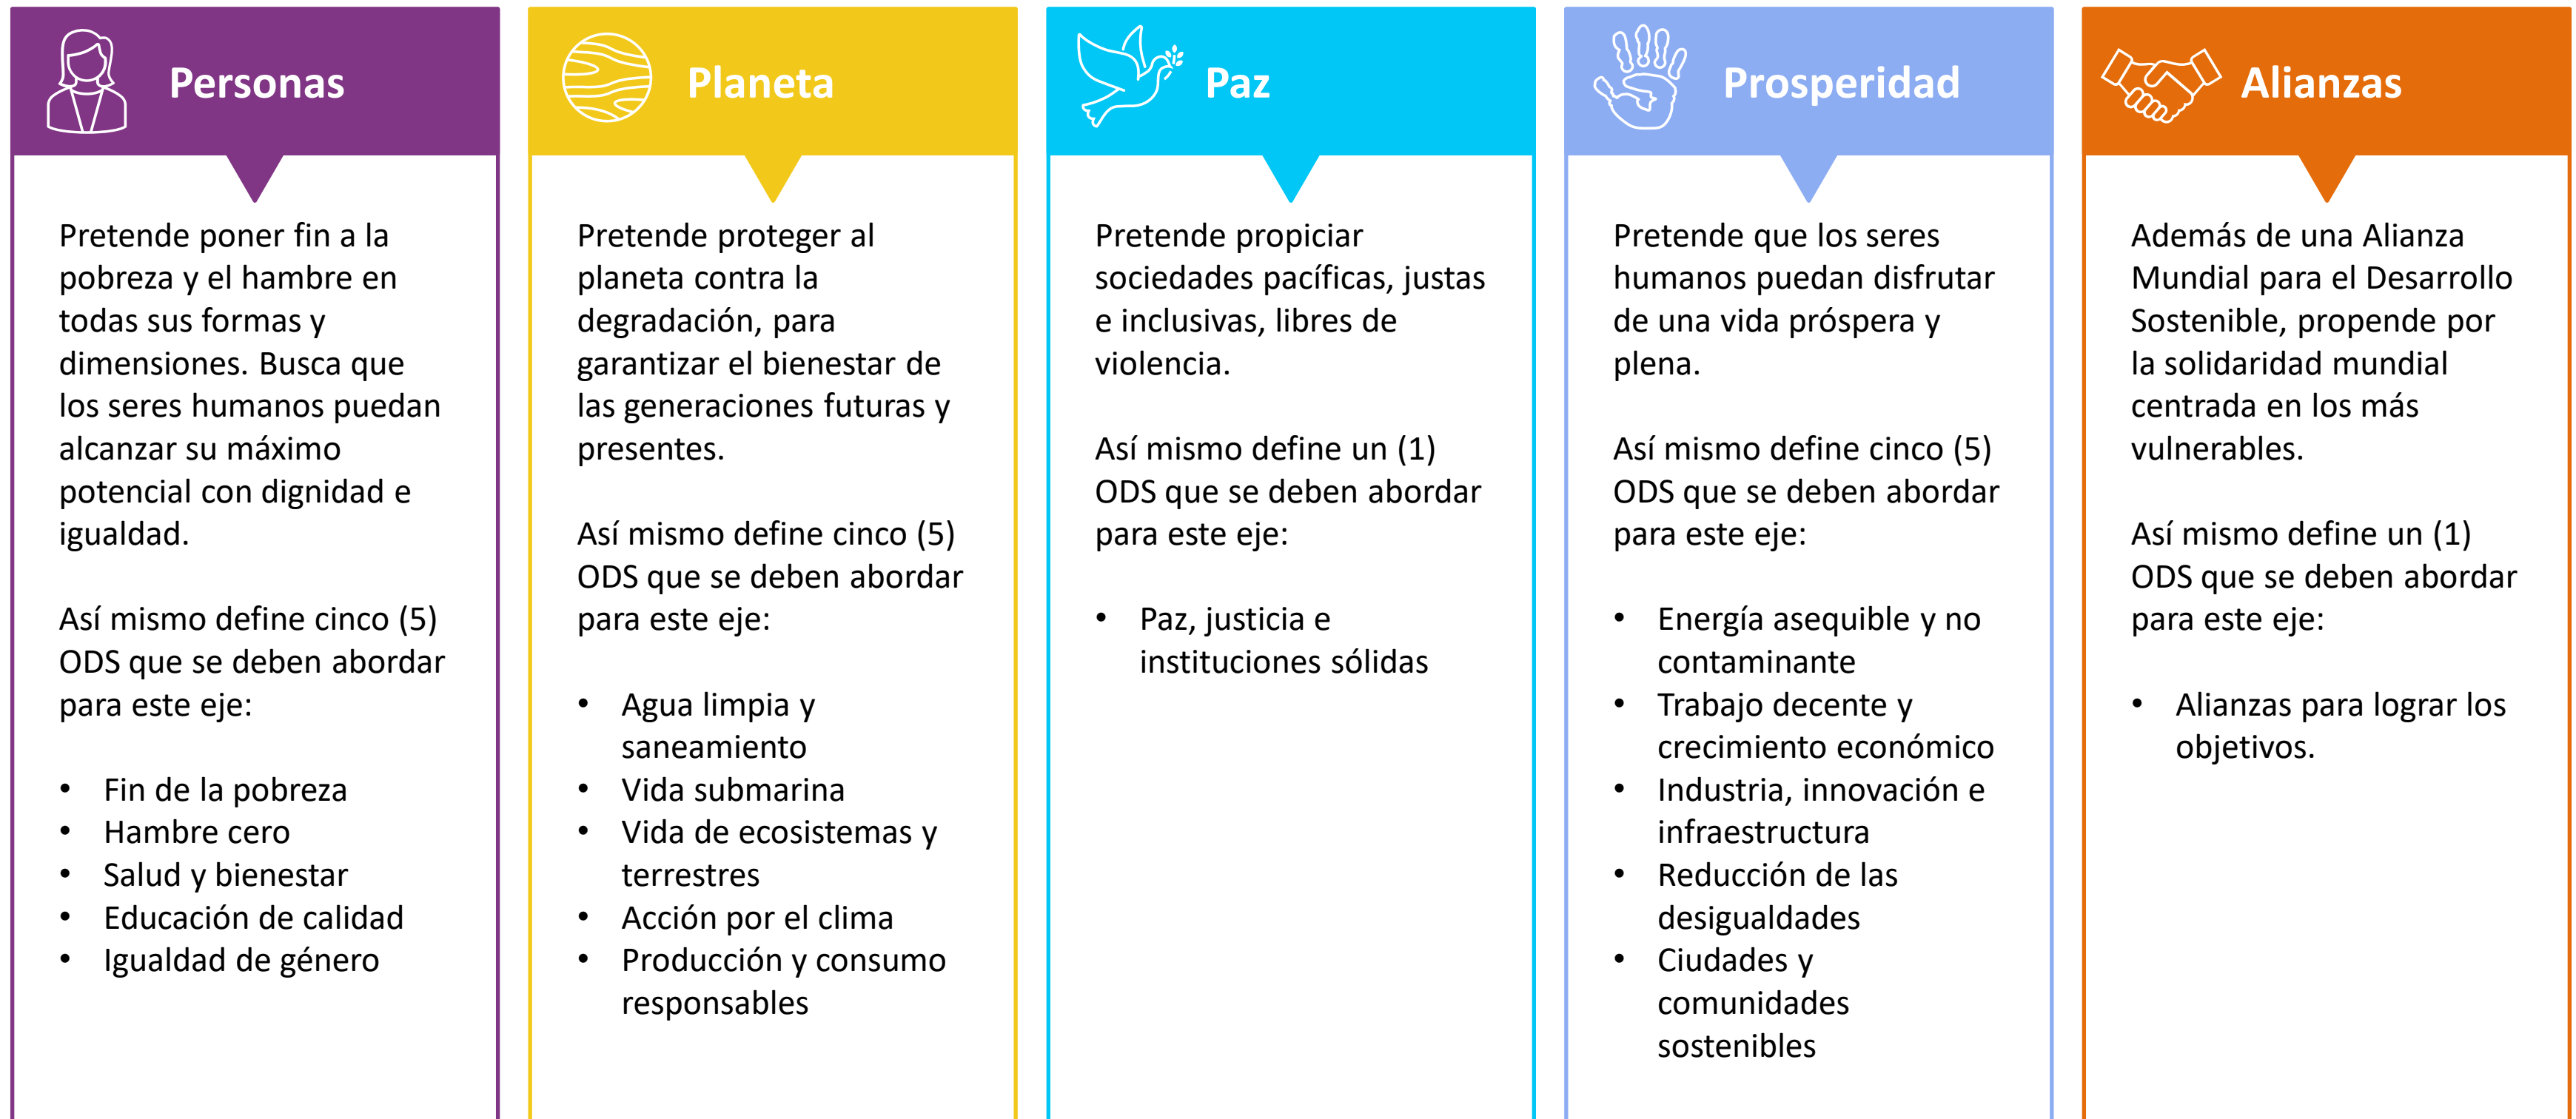 Personas
Pretende poner fin a la
pobreza y el hambre en
todas sus formas y
dimensiones. Busca que
los seres humanos puedan
alcanzar su máximo
potencial con dignidad e
igualdad.
Así mismo define cinco (5)
ODS que se deben abordar
para este eje:
• Fin de la pobreza
• Hambre cero
• Salud y bienestar
• Educación de calidad
• Igualdad de género
Planeta
Pretende proteger al
planeta contra la
degradación, para
garantizar el bienestar de
las generaciones futuras y
presentes.
Así mismo define cinco (5)
ODS que se deben abordar
para este eje:
• Agua limpia y
saneamiento
• Vida submarina
• Vida de ecosistemas y
terrestres
• Acción por el clima
• Producción y consumo
responsables
Paz
Pretende propiciar
sociedades pacíficas, justas
e inclusivas, libres de
violencia.
Así mismo define un (1)
ODS que se deben abordar
para este eje:
• Paz, justicia e
instituciones sólidas
Prosperidad
Pretende que los seres
humanos puedan disfrutar
de una vida próspera y
plena.
Así mismo define cinco (5)
ODS que se deben abordar
para este eje:
• Energía asequible y no
contaminante
• Trabajo decente y
crecimiento económico
• Industria, innovación e
infraestructura
• Reducción de las
desigualdades
• Ciudades y
comunidades
sostenibles
Alianzas
Además de una Alianza
Mundial para el Desarrollo
Sostenible, propende por
la solidaridad mundial
centrada en los más
vulnerables.
Así mismo define un (1)
ODS que se deben abordar
para este eje:
• Alianzas para lograr los
objetivos.